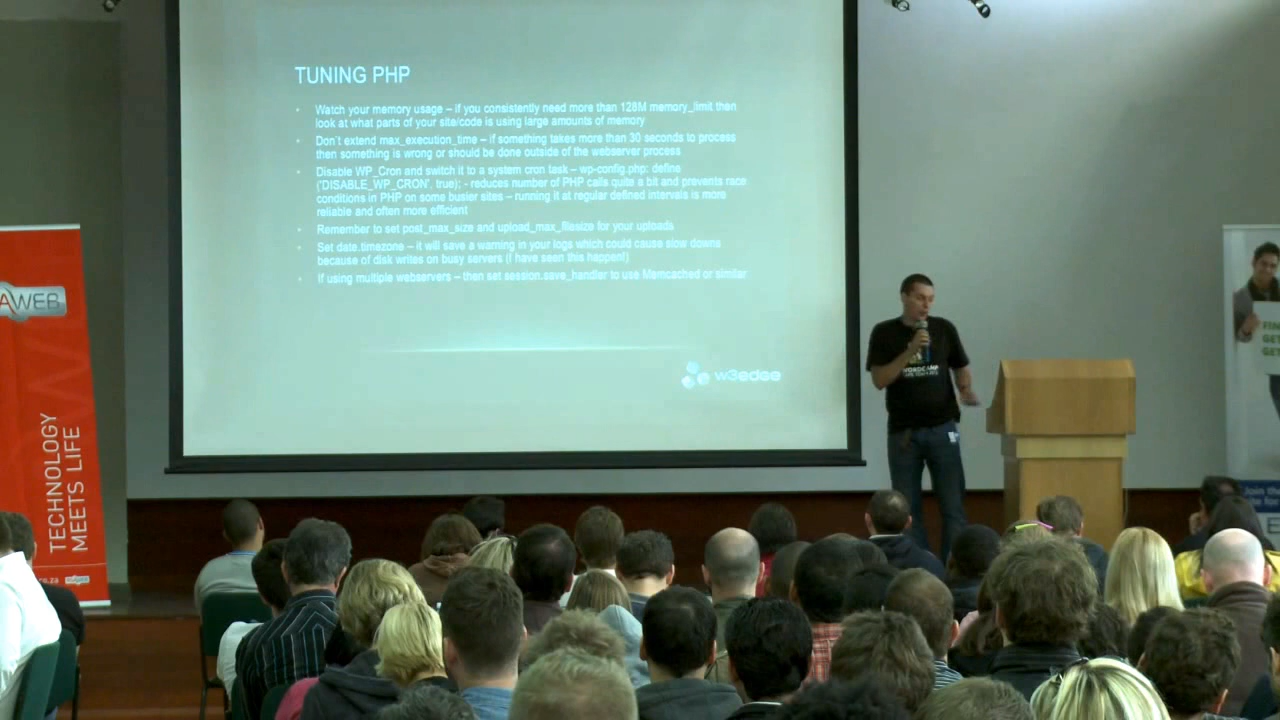 TUNING PHP
Watch your memory usage – if you consistently need more than 128M memory_limit then
look at what parts of your site/code is using large amounts of memory
Don't extend max_execution_time – if something takes more than 30 seconds to process
then something is wrong or should be done outside of the webserver process
Disable WP_Cron and switch it to a system cron task – wp-config.php: define
('DISABLE_WP_CRON', true); - reduces number of PHP calls quite a bit and prevents race
conditions in PHP on some busier sites – running it at regular defined intervals is more
reliable and often more efficient
Remember to set post_max_size and upload_max_filesize for your uploads
Set date.timezone – it will save a warning in your logs which could cause slow downs
because of disk writes on busy servers (I have seen this happen!)
If using multiple webservers – then set session.save_handler to use Memcached or similar
w3edge
AWEB
TECHNOLOGY
MEETS LIFE
WORDCAMP
FIN
GET
GET